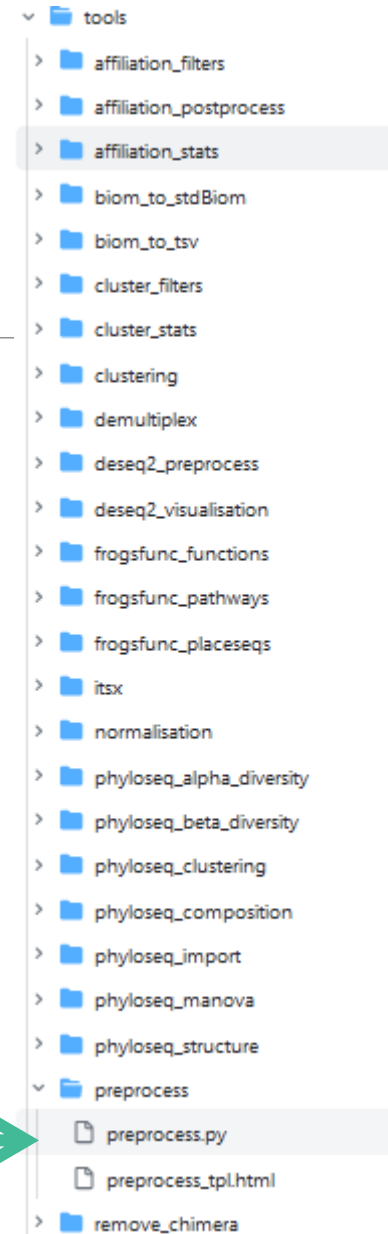 tools
affiliation_filters
affiliation_postprocess
affiliation_stats
biom_to_stdBiom
biom_to_tsv
cluster_filters
cluster_stats
clustering
demultiplex
deseq2_preprocess
deseq2_visualisation
frogsfunc_functions
frogsfunc_pathways
frogsfunc_placeseqs
itsx
normalisation
phyloseq_alpha_diversity
phyloseq_beta_diversity
phyloseq_clustering
phyloseq_composition
phyloseq_import
phyloseq_manova
phyloseq_structure
preprocess
preprocess.py
preprocess_tpl.html
remove_chimera